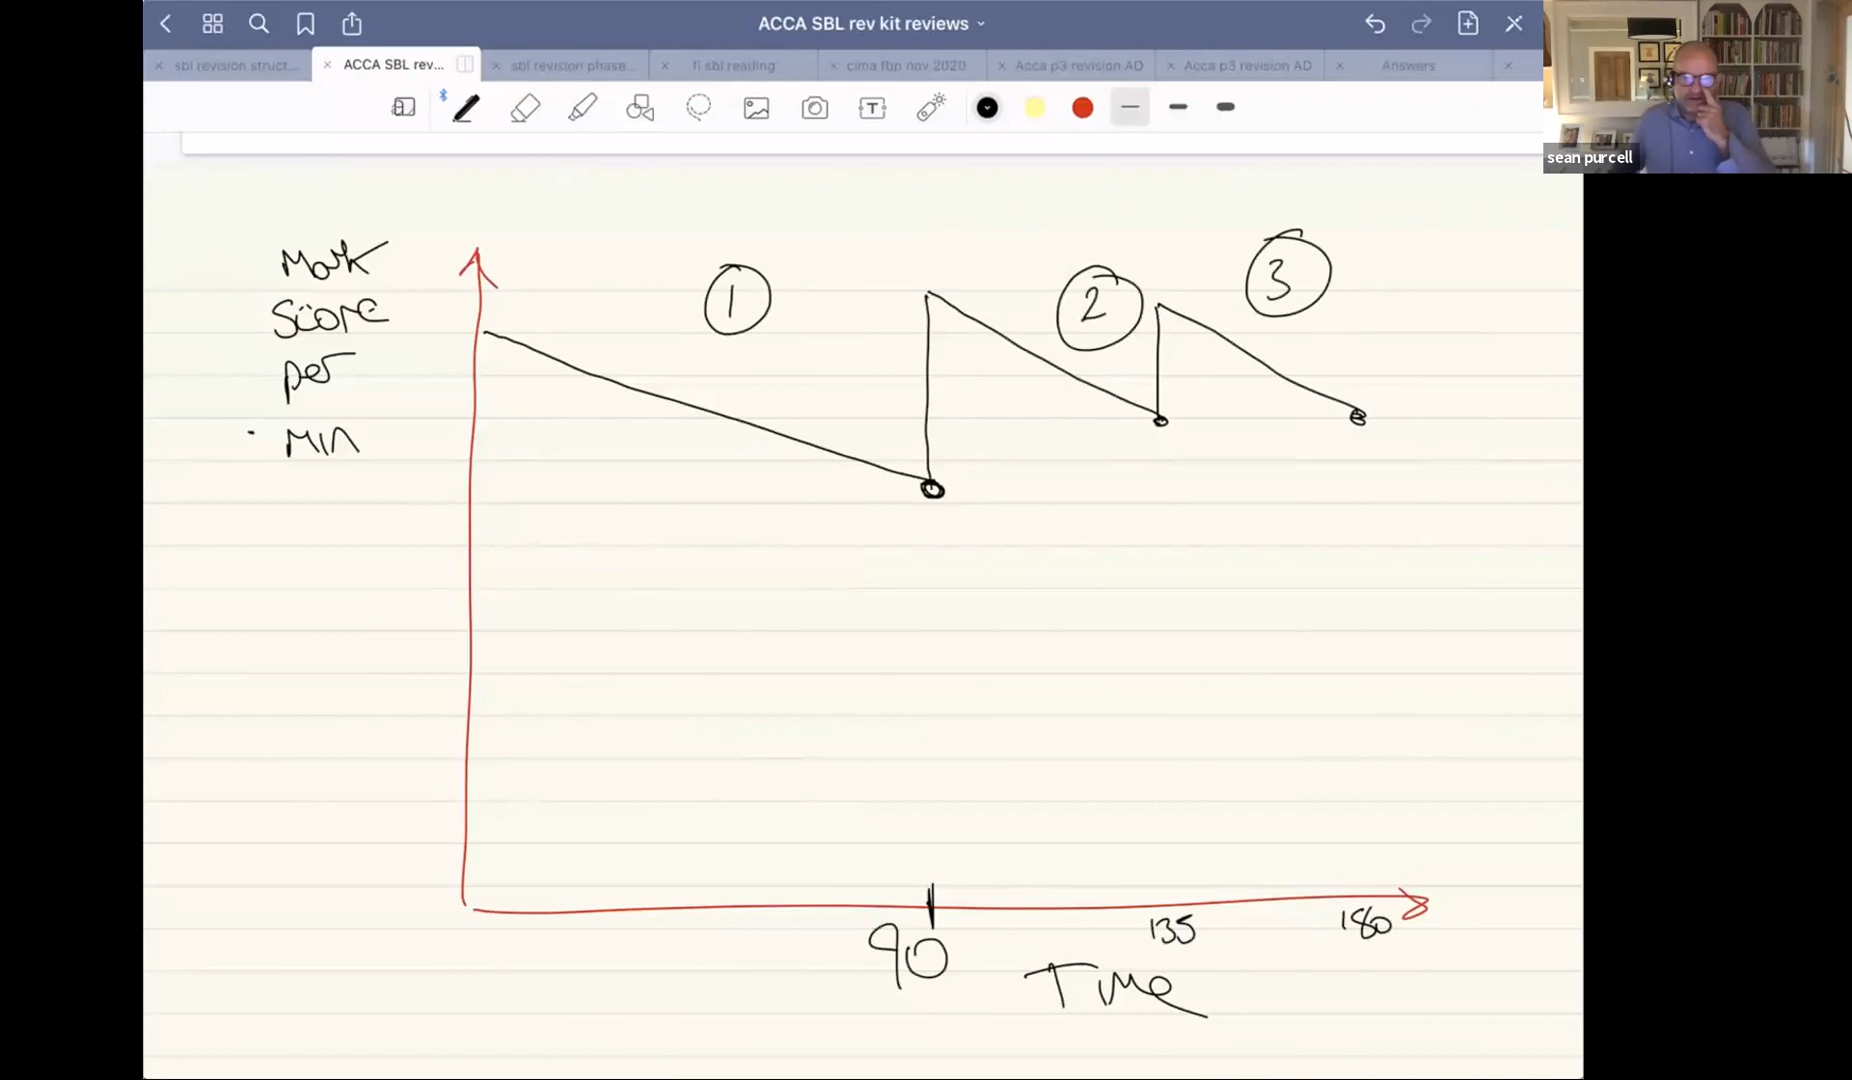 ACCA SBL rev kit reviews
sbl revision struct...
ACCA SBL rev...
sbl revision phase...
fi sbl reading
cima fbp nov 2020
Acca p3 revision AD
Acca p3 revision AD
Answers
T
sean purcell
Mark
Score
per
Min
1
2
3
90
135
180
Time